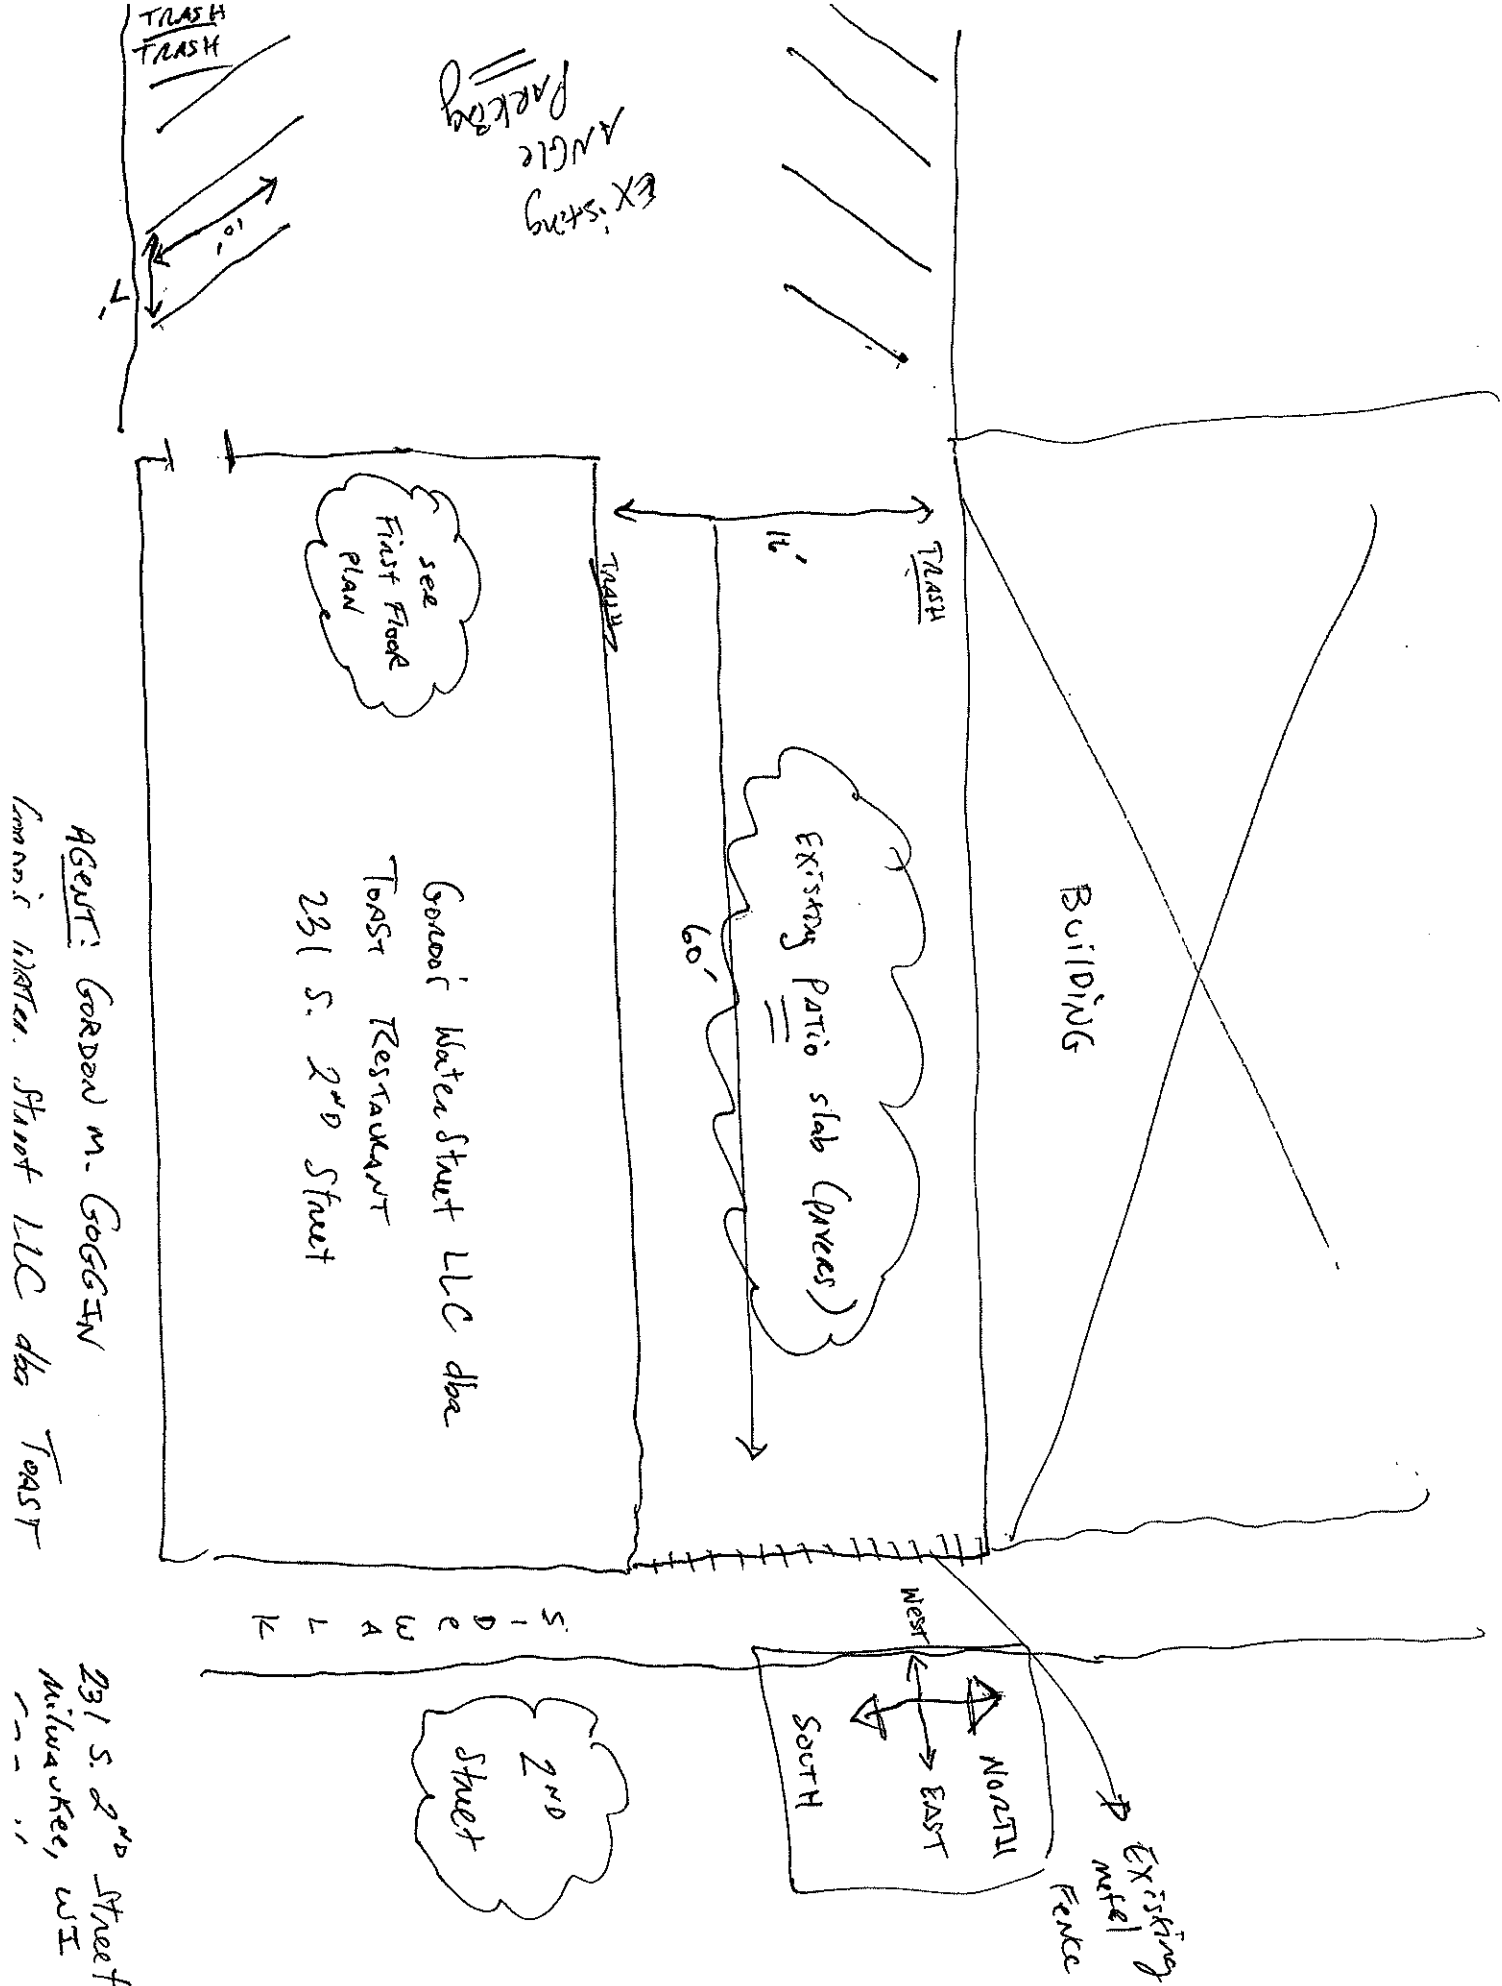 TRASH
TRASH
Existing
ANGle
Parking
10'
7'
see
First Floor
plan
TRASH
16'
TRASH
Existing Patio slab (pavers)
60'
Building
Gordo's Water Street LLC dba
Toast Restaurant
231 S. 2ND Street
SIDeWALK
West
NORTH
EAST
SOUTH
Existing
metal
Fence
2ND
Street
AGENT: GORDON M. GOGGIN
Water Street LLC dba TOAST
231 S. 2ND Street
Milwaukee, WI